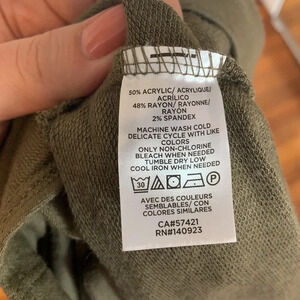 50% ACRYLIC/ ACRYLIQUE/
ACRÍLICO
48% RAYON/ RAYONNE/
RAYÓN
2% SPANDEX
MACHINE WASH COLD
DELICATE CYCLE WITH LIKE
COLORS
ONLY NON-CHLORINE
BLEACH WHEN NEEDED
TUMBLE DRY LOW
COOL IRON WHEN NEEDED
30 P
AVEC DES COULEURS
SEMBLABLES/ CON
COLORES SIMILARES
CA#57421
RN#140923